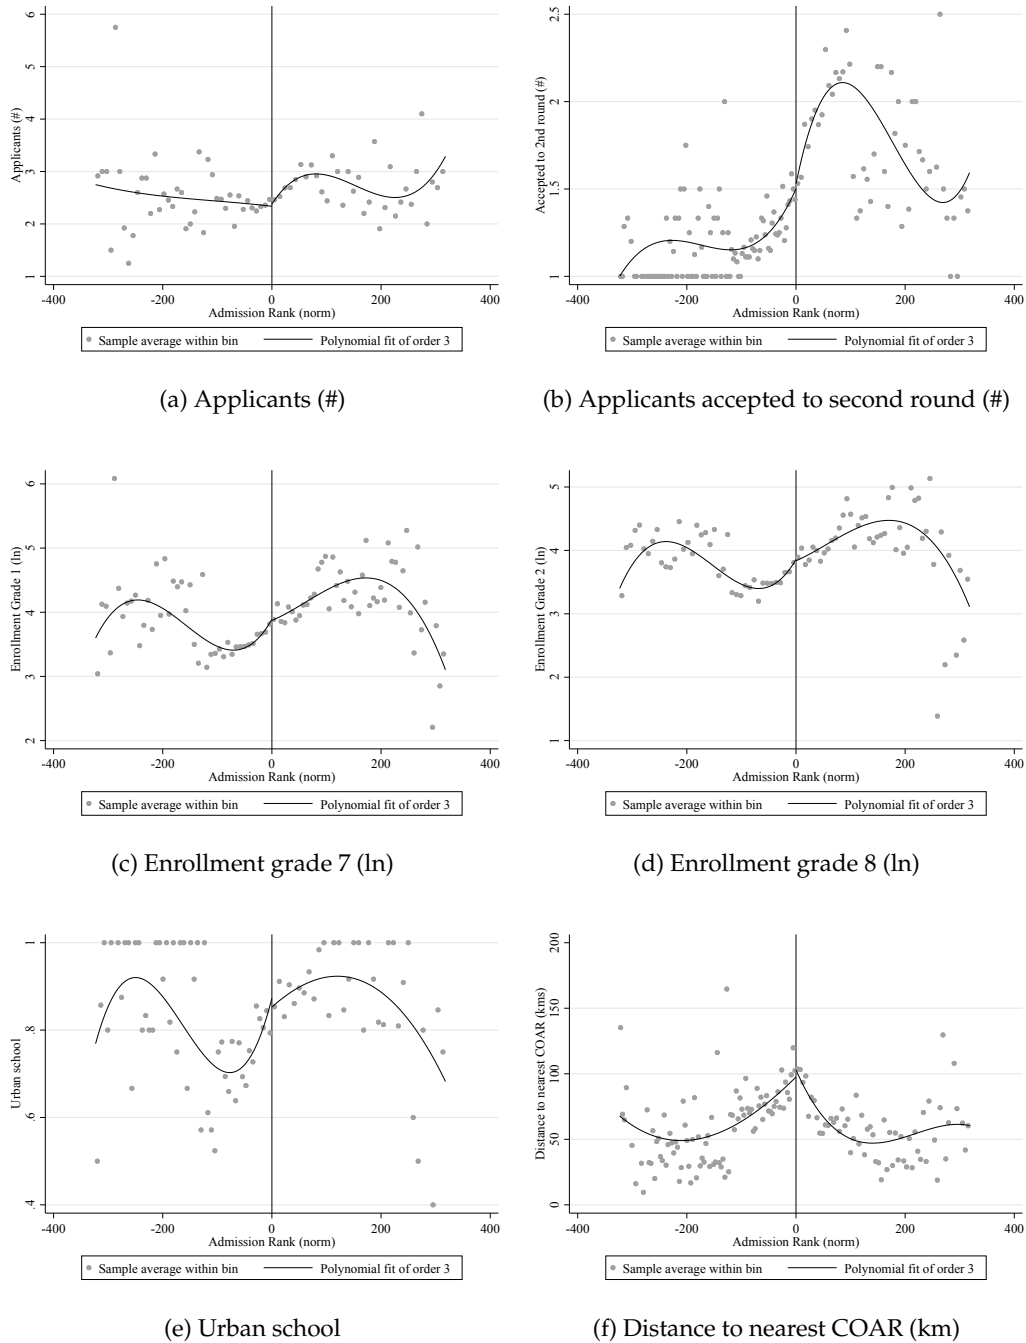 6
5
4
3
2
1
Applicants (#)
-400 -200 0 200 400
Admission Rank (norm)
Sample average within bin Polynomial fit of order 3
(a) Applicants (#)
2.5
2
1.5
1
Accepted to 2nd round (#)
-400 -200 0 200 400
Admission Rank (norm)
Sample average within bin Polynomial fit of order 3
(b) Applicants accepted to second round (#)
6
5
4
3
2
Enrollment Grade 1 (ln)
-400 -200 0 200 400
Admission Rank (norm)
Sample average within bin Polynomial fit of order 3
(c) Enrollment grade 7 (ln)
5
4
3
2
1
Enrollment Grade 2 (ln)
-400 -200 0 200 400
Admission Rank (norm)
Sample average within bin Polynomial fit of order 3
(d) Enrollment grade 8 (ln)
1
.8
.6
.4
Urban school
-400 -200 0 200 400
Admission Rank (norm)
Sample average within bin Polynomial fit of order 3
(e) Urban school
200
150
100
50
0
Distance to nearest COAR (kms)
-400 -200 0 200 400
Admission Rank (norm)
Sample average within bin Polynomial fit of order 3
(f) Distance to nearest COAR (km)